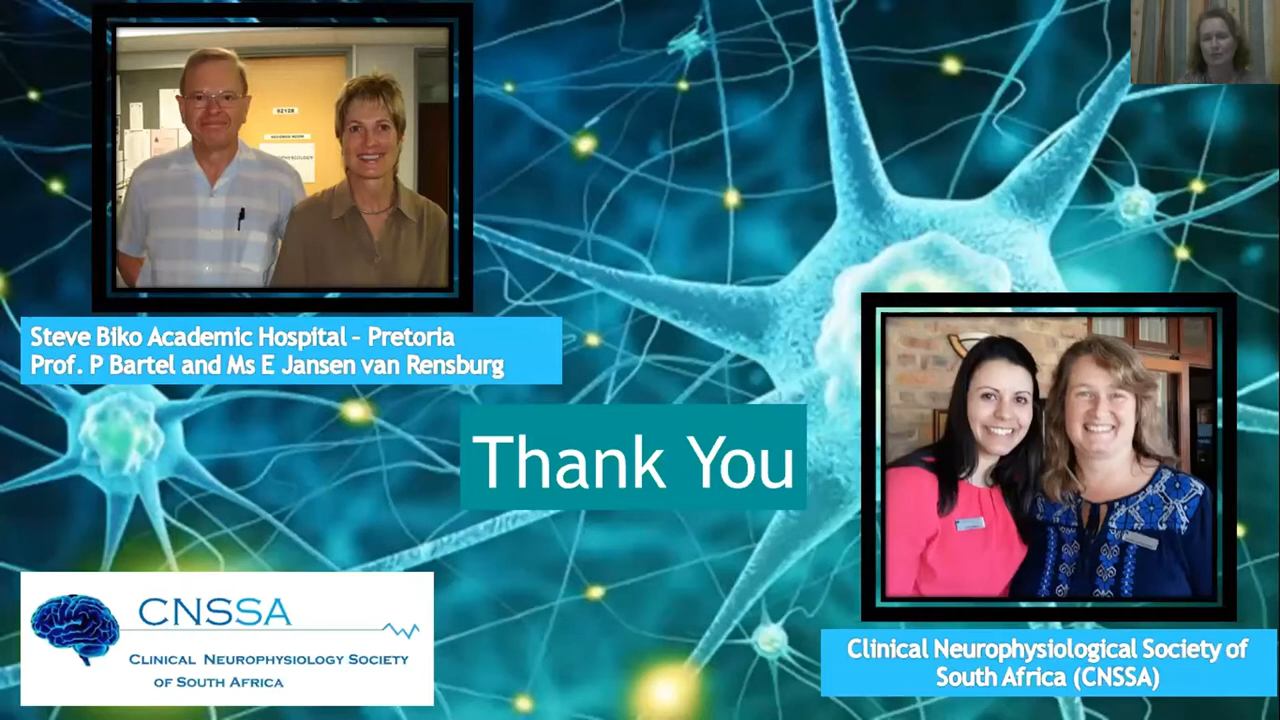 92128
Steve Biko Academic Hospital – Pretoria
Prof. P Bartel and Ms E Jansen van Rensburg
Thank You
CNSSA
CLINICAL NEUROPHYSIOLOGY SOCIETY
OF SOUTH AFRICA
Clinical Neurophysiological Society of
South Africa (CNSSA)